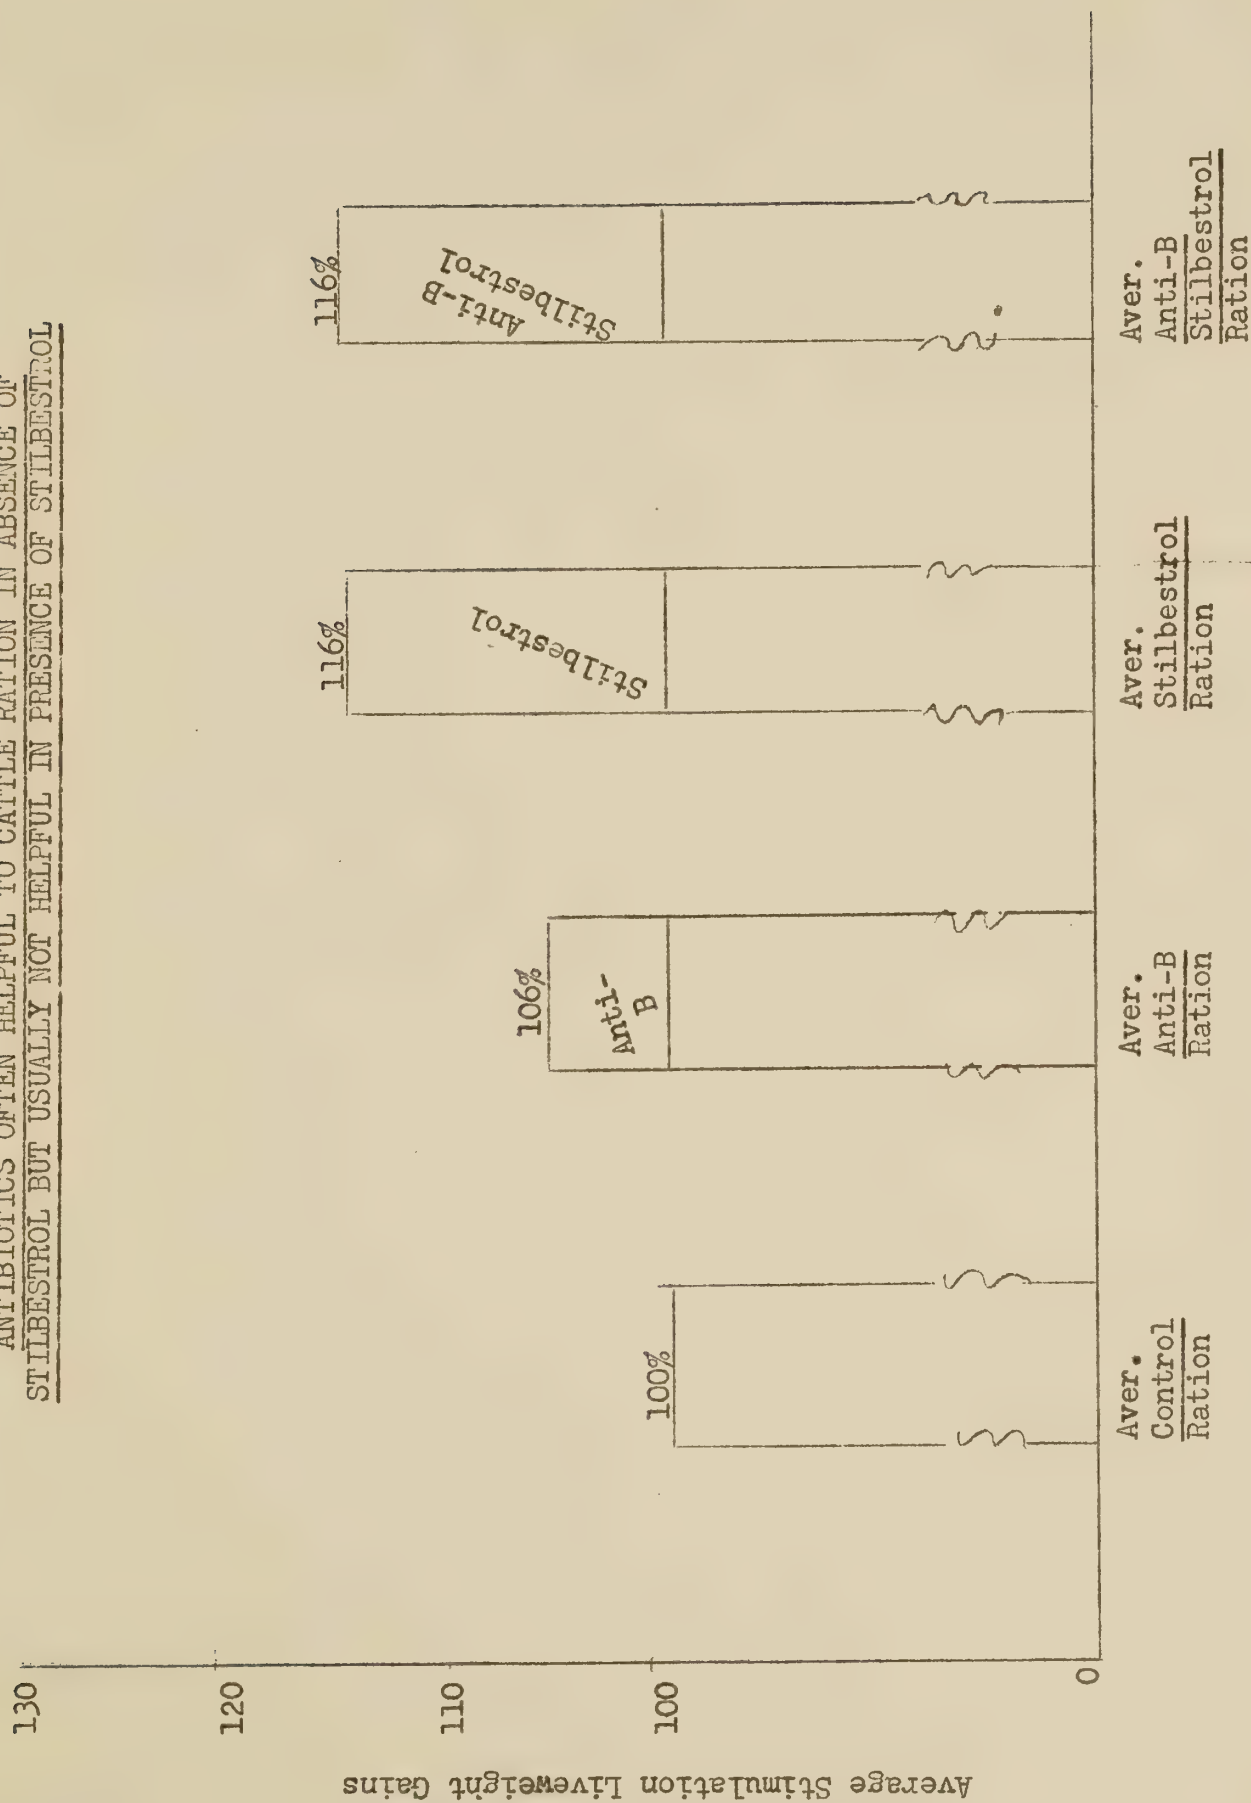 ANTIBIOTICS OFTEN HELPFUL TO CATTLE RATION IN ABSENCE OF
STILBESTROL BUT USUALLY NOT HELPFUL IN PRESENCE OF STILBESTROL
Average Stimulation Liveweight Gains
130
120
110
100
0
100%
106%
Anti-
B
116%
Stilbestrol
116%
Anti-B
Stilbestrol
Aver.
Control
Ration
Aver.
Anti-B
Ration
Aver.
Stilbestrol
Ration
Aver.
Anti-B
Stilbestrol
Ration